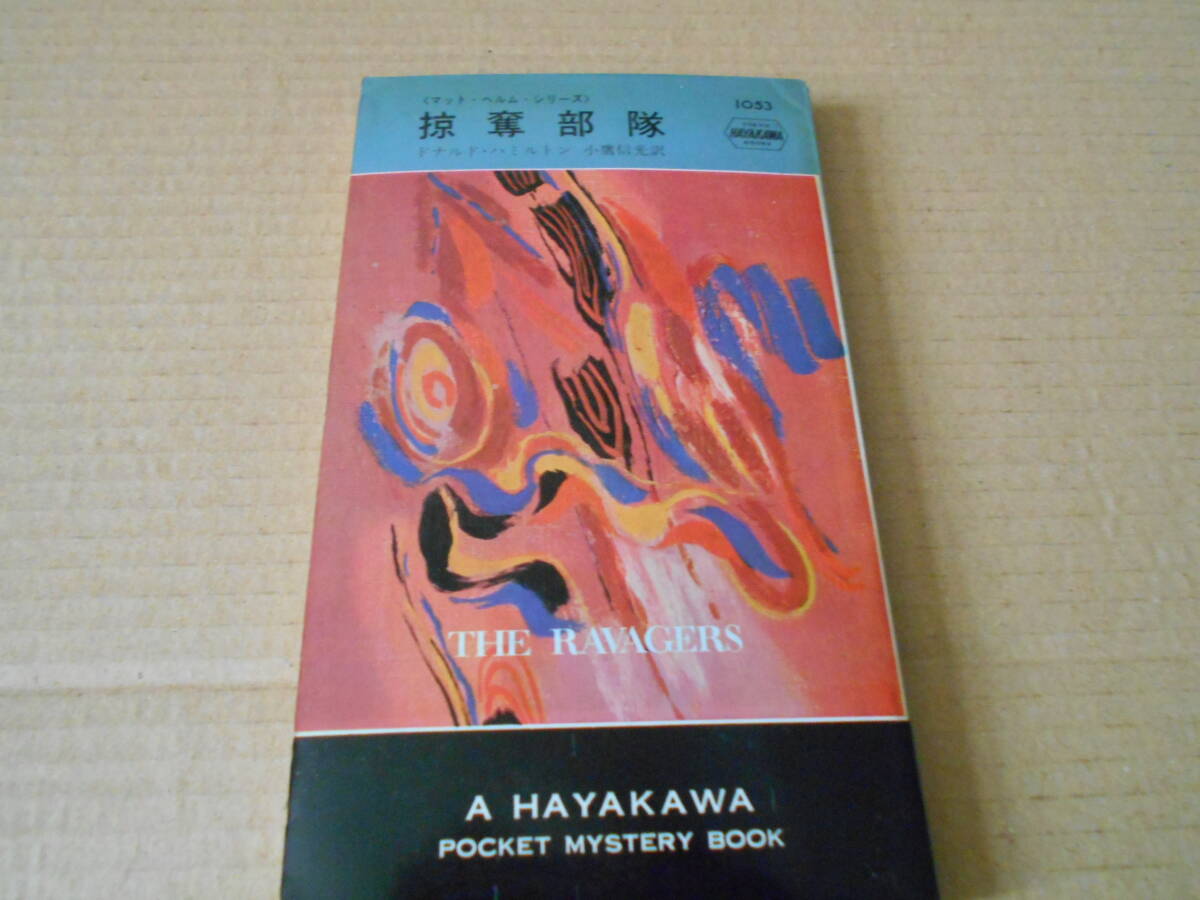 〈マット・ヘルム・シリーズ〉
1053
掠奪部隊
HAYAKAWA
ドナルド・ハミルトン 小鷹信光訳
THE RAVAGERS
A HAYAKAWA
POCKET MYSTERY BOOK